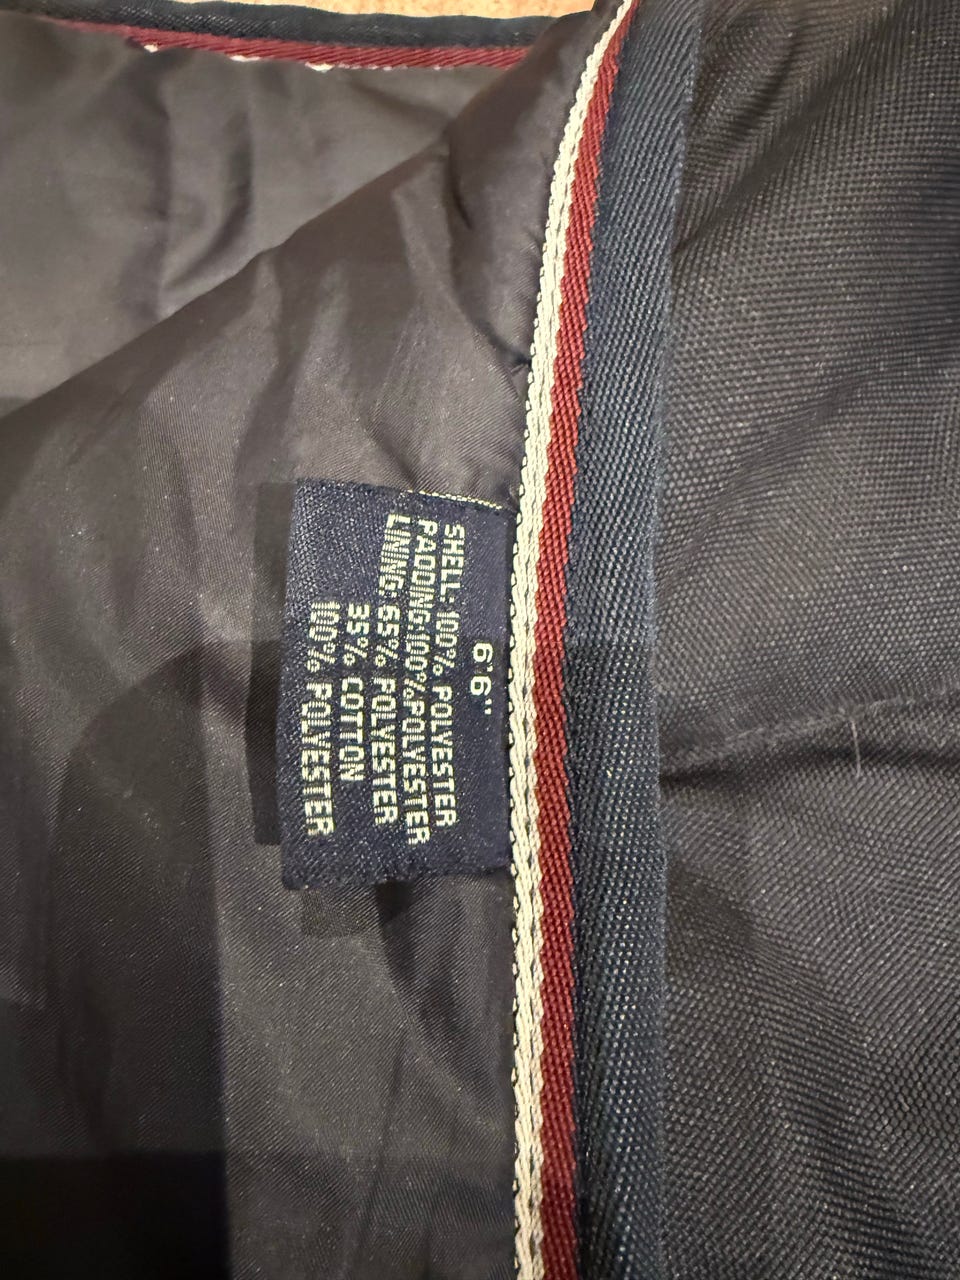 6'6"
SHELL: 100% POLYESTER
PADDING: 100% POLYESTER
LINING: 65% POLYESTER
35% COTTON
100% POLYESTER